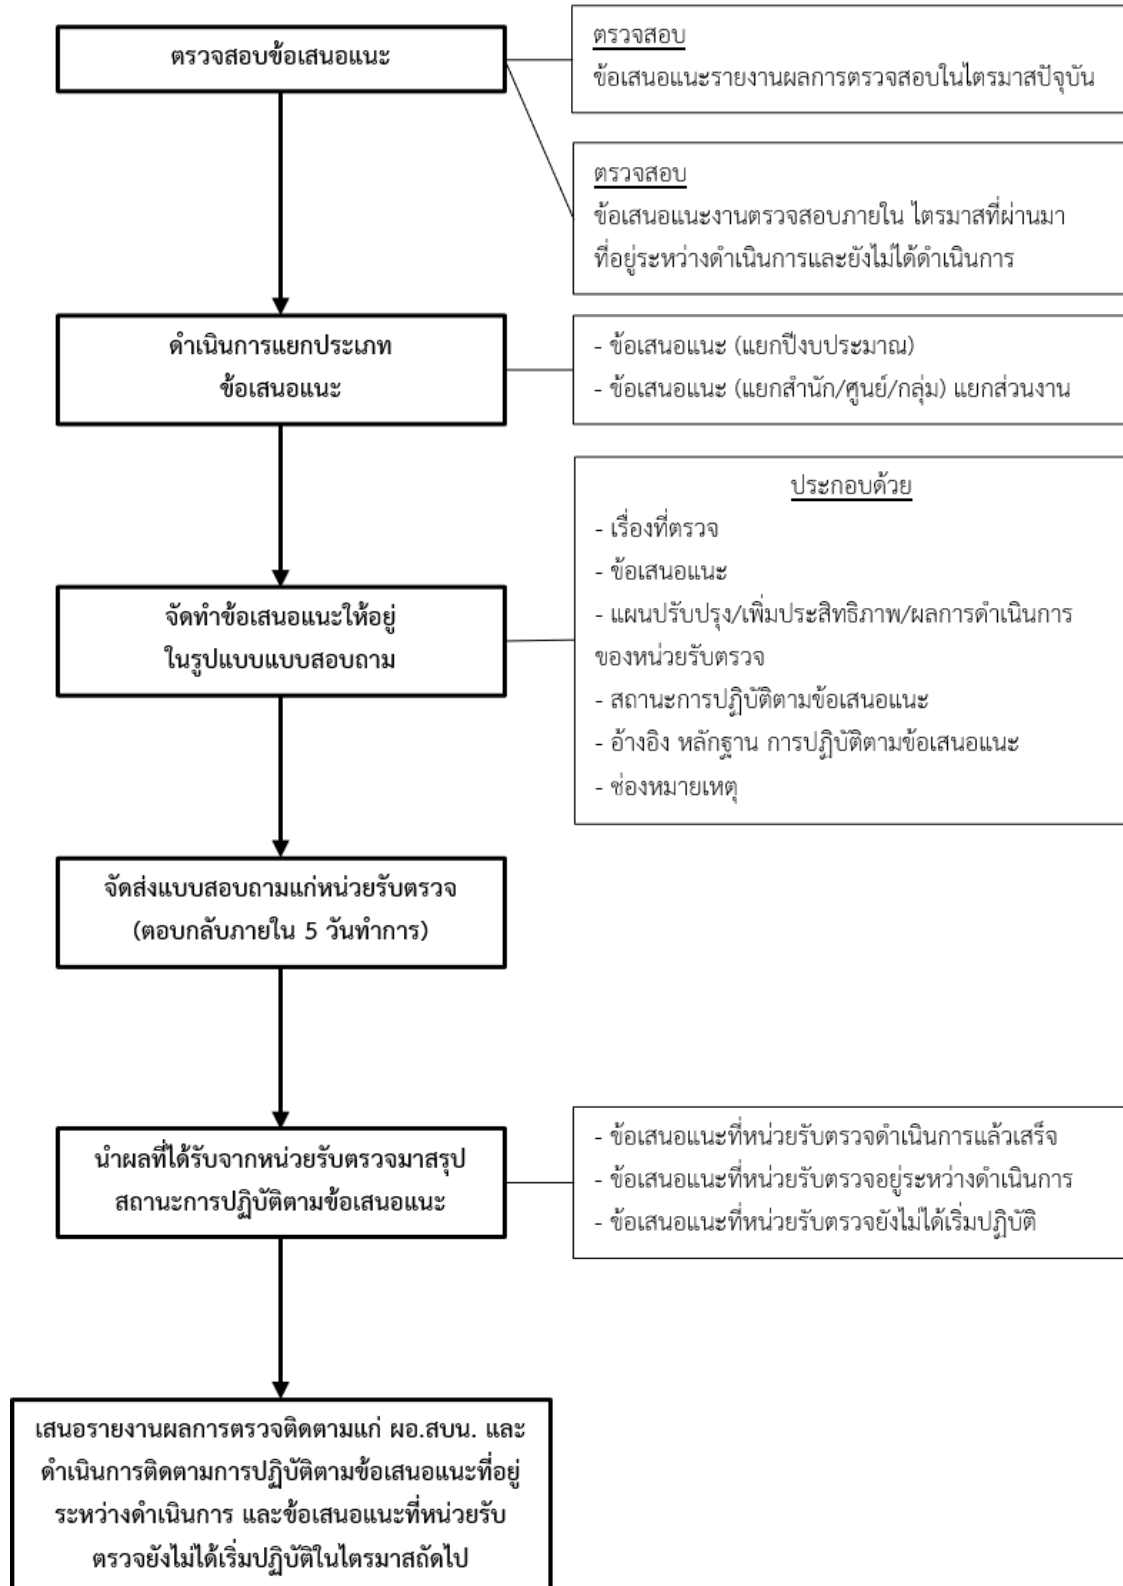 ตรวจสอบข้อเสนอแนะ
ตรวจสอบ
ข้อเสนอแนะรายงานผลการตรวจสอบในไตรมาสปัจุบัน
ตรวจสอบ
ข้อเสนอแนะงานตรวจสอบภายใน ไตรมาสที่ผ่านมา
ที่อยู่ระหว่างดำเนินการและยังไม่ได้ดำเนินการ
ดำเนินการแยกประเภท
ข้อเสนอแนะ
- ข้อเสนอแนะ (แยกปีงบประมาณ)
- ข้อเสนอแนะ (แยกสำนัก/ศูนย์/กลุ่ม) แยกส่วนงาน
จัดทำข้อเสนอแนะให้อยู่
ในรูปแบบแบบสอบถาม
ประกอบด้วย
- เรื่องที่ตรวจ
- ข้อเสนอแนะ
- แผนปรับปรุง/เพิ่มประสิทธิภาพ/ผลการดำเนินการ
ของหน่วยรับตรวจ
- สถานะการปฏิบัติตามข้อเสนอแนะ
- อ้างอิง หลักฐาน การปฏิบัติตามข้อเสนอแนะ
- ช่องหมายเหตุ
จัดส่งแบบสอบถามแก่หน่วยรับตรวจ
(ตอบกลับภายใน 5 วันทำการ)
นำผลที่ได้รับจากหน่วยรับตรวจมาสรุป
สถานะการปฏิบัติตามข้อเสนอแนะ
- ข้อเสนอแนะที่หน่วยรับตรวจดำเนินการแล้วเสร็จ
- ข้อเสนอแนะที่หน่วยรับตรวจอยู่ระหว่างดำเนินการ
- ข้อเสนอแนะที่หน่วยรับตรวจยังไม่ได้เริ่มปฏิบัติ
เสนอรายงานผลการตรวจติดตามแก่ ผอ.สบน. และ
ดำเนินการติดตามการปฏิบัติตามข้อเสนอแนะที่อยู่
ระหว่างดำเนินการ และข้อเสนอแนะที่หน่วยรับ
ตรวจยังไม่ได้เริ่มปฏิบัติในไตรมาสถัดไป